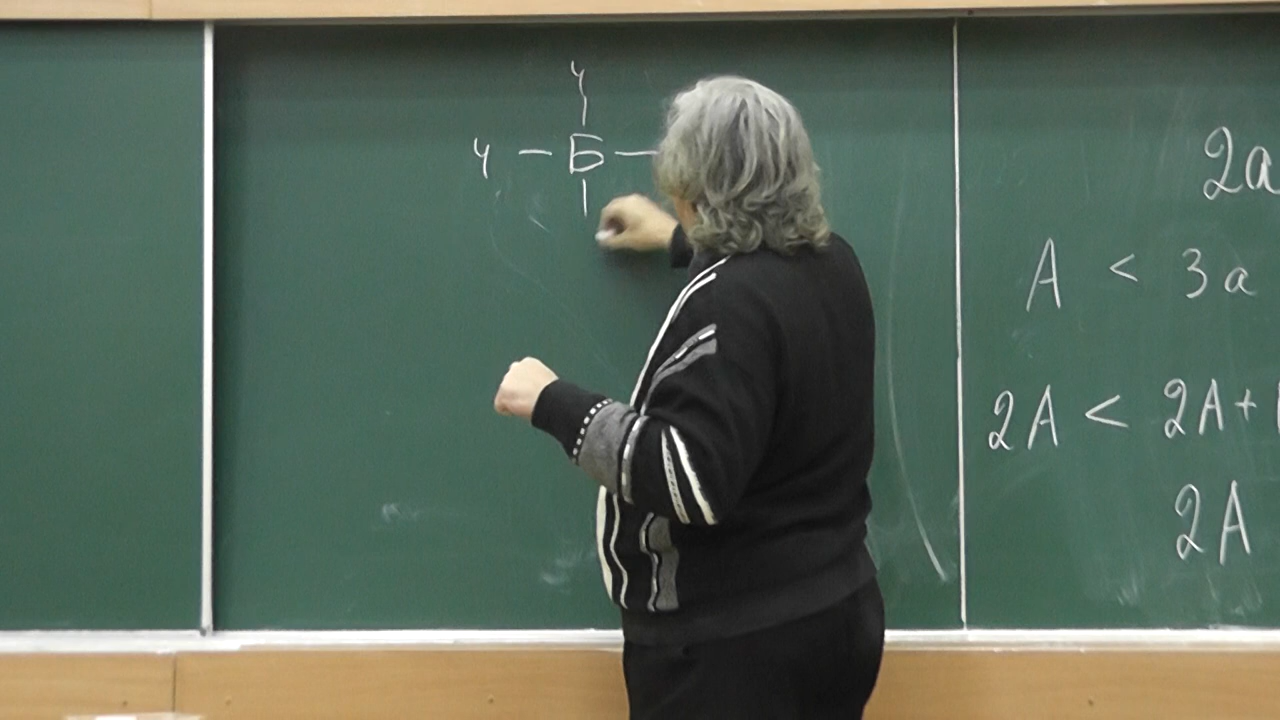 ч
ч - Б -
2a
A < 3a
2A < 2A+
2A